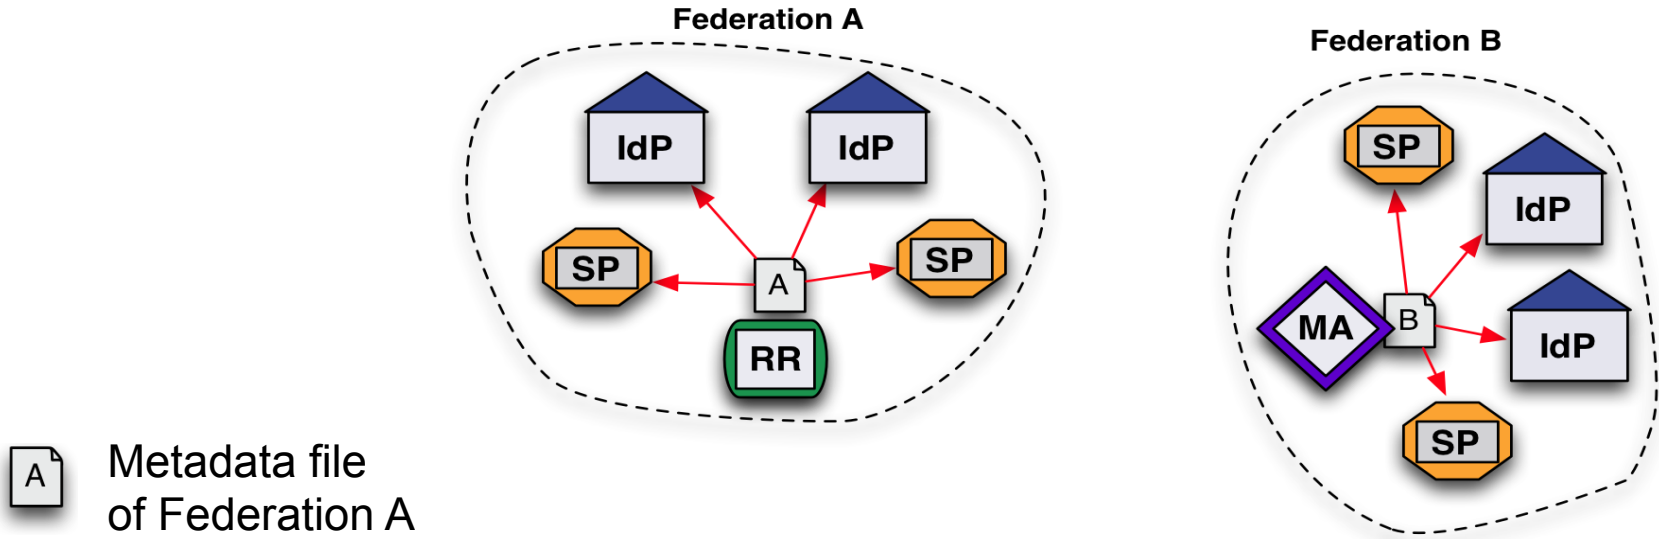 Federation A
IdP
IdP
SP
SP
A
RR
Federation B
SP
IdP
MA
B
IdP
SP
A
Metadata file
of Federation A